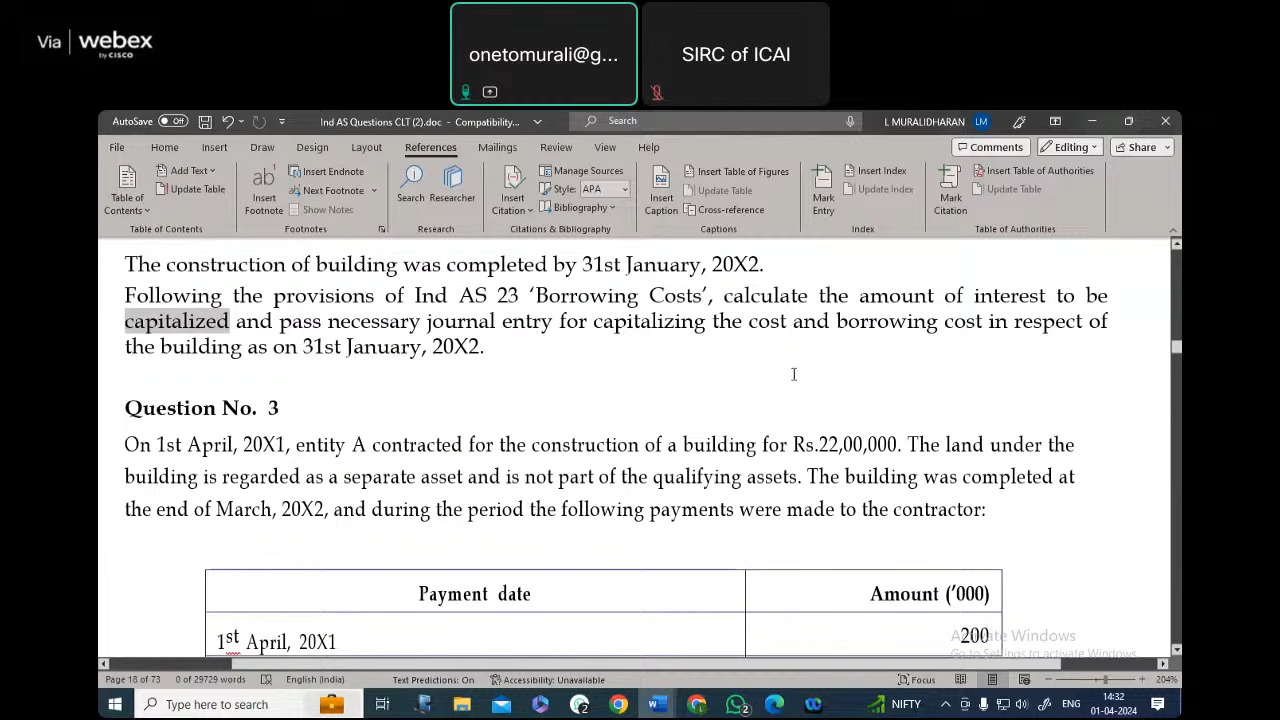 Via | webex
by CISCO
onetomurali@g...
SIRC of ICAI
AutoSave Off Ind AS Questions CLT (2).doc - Compatibility... Search L MURALIDHARAN LM
File Home Insert Draw Design Layout References Mailings Review View Help Comments Editing Share
Table of Contents
Add Text
Update Table
Table of Contents
ab
Insert Footnote
Insert Endnote
Next Footnote
Show Notes
Footnotes
Search
Researcher
Research
Insert Citation
Manage Sources
Style: APA
Bibliography
Citations & Bibliography
Insert Caption
Insert Table of Figures
Update Table
Cross-reference
Captions
Mark Entry
Insert Index
Update Index
Index
Mark Citation
Insert Table of Authorities
Update Table
Table of Authorities
The construction of building was completed by 31st January, 20X2.
Following the provisions of Ind AS 23 ‘Borrowing Costs’, calculate the amount of interest to be
capitalized and pass necessary journal entry for capitalizing the cost and borrowing cost in respect of
the building as on 31st January, 20X2.
Question No. 3
On 1st April, 20X1, entity A contracted for the construction of a building for Rs.22,00,000. The land under the
building is regarded as a separate asset and is not part of the qualifying assets. The building was completed at
the end of March, 20X2, and during the period the following payments were made to the contractor:
Payment date Amount (’000)
1st April, 20X1 200
Activate Windows
Go to Settings to activate Windows.
Page 18 of 73 0 of 29729 words English (India) Text Predictions: On Accessibility: Unavailable Focus 204%
Type here to search NIFTY ENG 14:32
01-04-2024